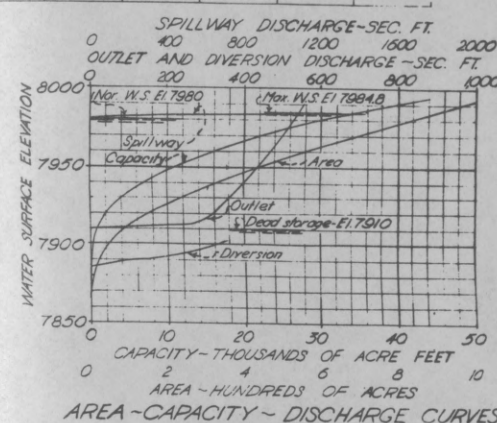 SPILLWAY DISCHARGE~SEC. FT.
0 400 800 1200 1600 2000
OUTLET AND DIVERSION DISCHARGE~SEC. FT.
0 200 400 600 800 1000
WATER SURFACE ELEVATION
8000
Nor. W.S. El 7980
Max. W.S. El 7984.8
Spillway
Capacity
7950
Area
Outlet
Dead storage-El. 7910
7900
Diversion
7850
0 10 20 30 40 50
CAPACITY~THOUSANDS OF ACRE FEET
0 2 4 6 8 10
AREA~HUNDREDS OF ACRES
AREA~CAPACITY~DISCHARGE CURVES